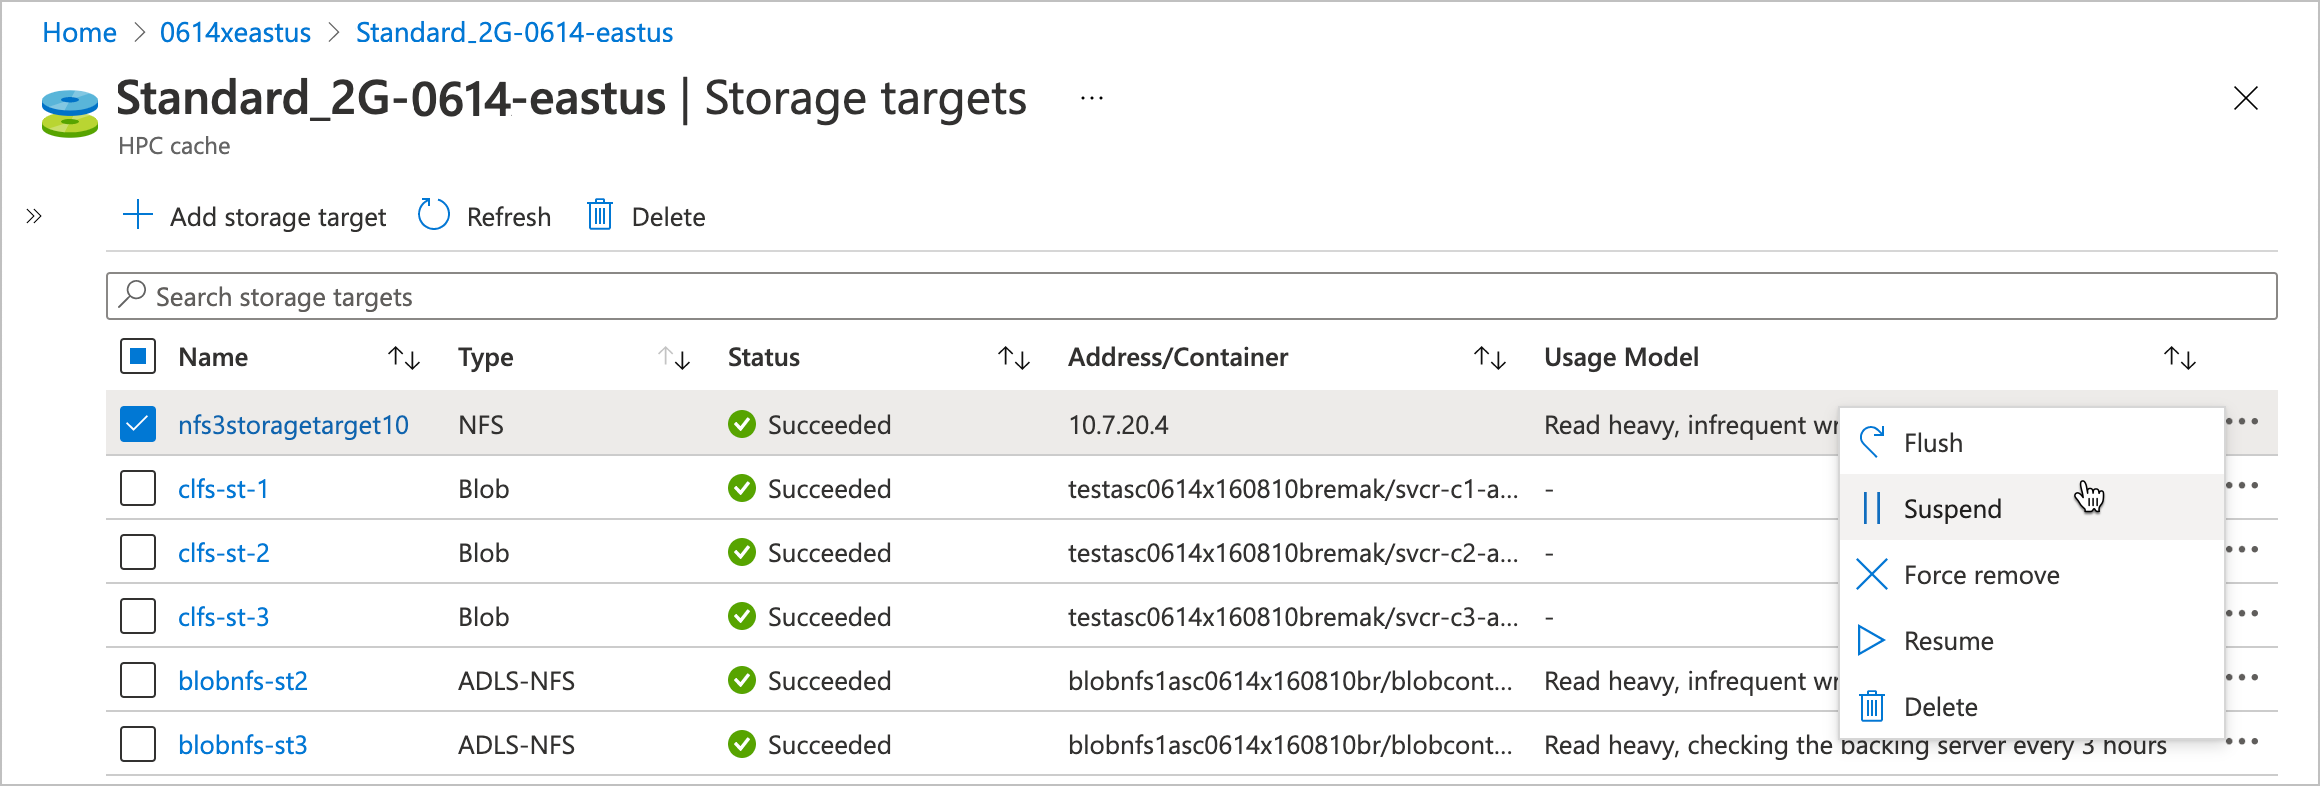 Home > 0614xeastus > Standard_2G-0614-eastus
Standard_2G-0614-eastus | Storage targets ...
HPC cache
» Add storage target Refresh Delete
Search storage targets
Name Type Status Address/Container Usage Model
nfs3storagetarget10 NFS Succeeded 10.7.20.4 Read heavy, infrequent
clfs-st-1 Blob Succeeded testasc0614x160810bremak/svcr-c1-a... -
clfs-st-2 Blob Succeeded testasc0614x160810bremak/svcr-c2-a... -
clfs-st-3 Blob Succeeded testasc0614x160810bremak/svcr-c3-a... -
blobnfs-st2 ADLS-NFS Succeeded blobnfs1asc0614x160810br/blobcont... Read heavy, infrequent
blobnfs-st3 ADLS-NFS Succeeded blobnfs1asc0614x160810br/blobcont... Read heavy, checking the backing server every 3 hours
Flush
Suspend
Force remove
Resume
Delete